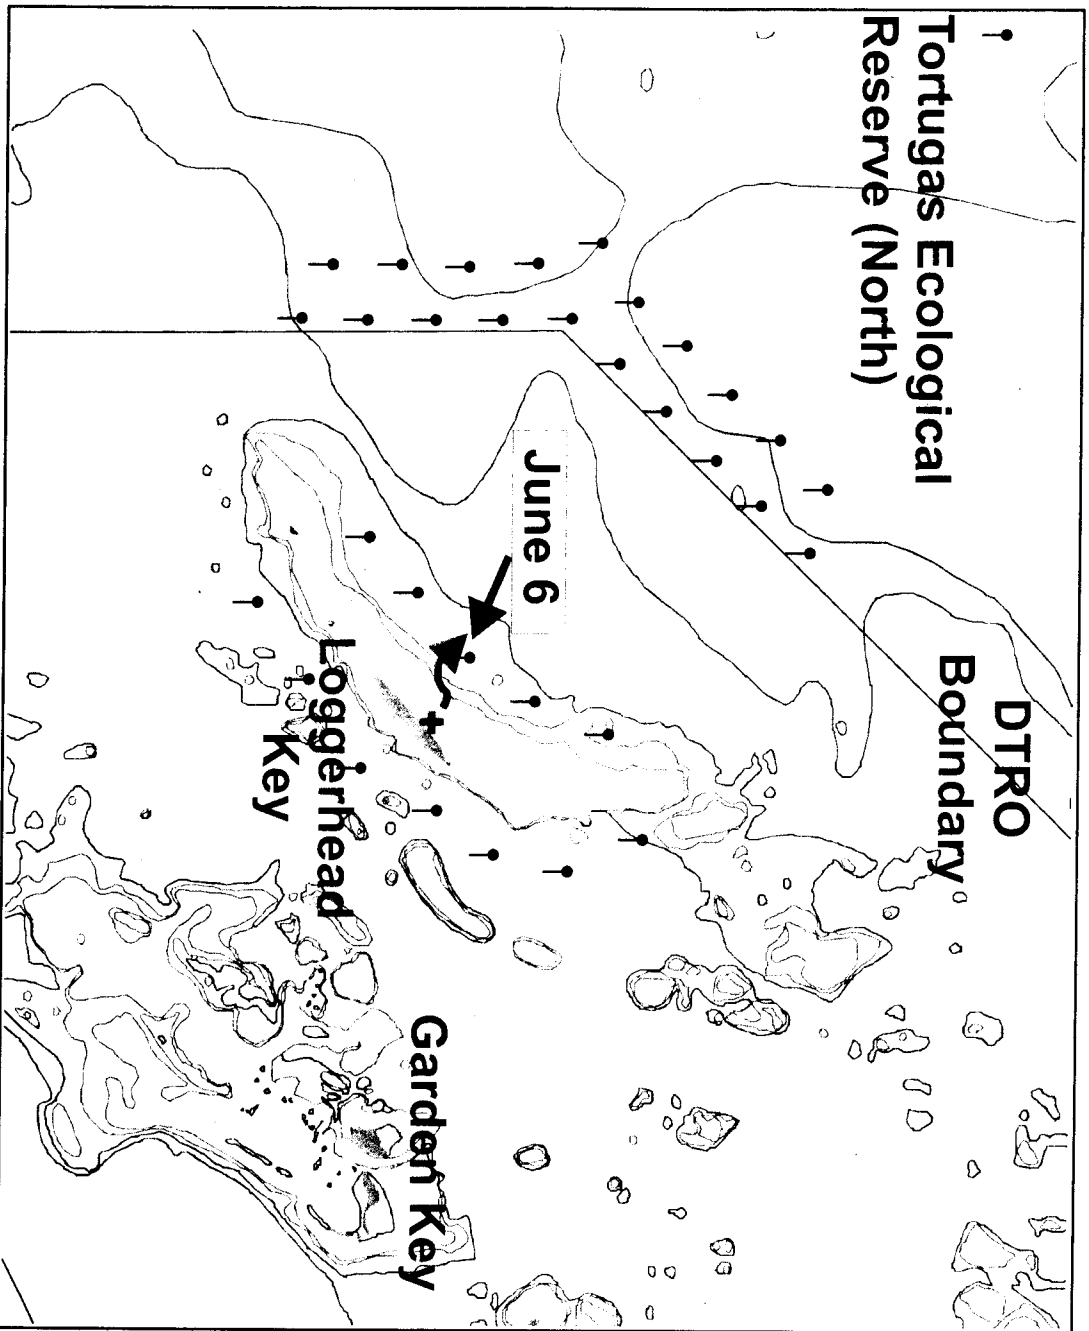 Tortugas Ecological
Reserve (North)
DTRO
Boundary
June 6
Loggerhead
Key
Garden Key